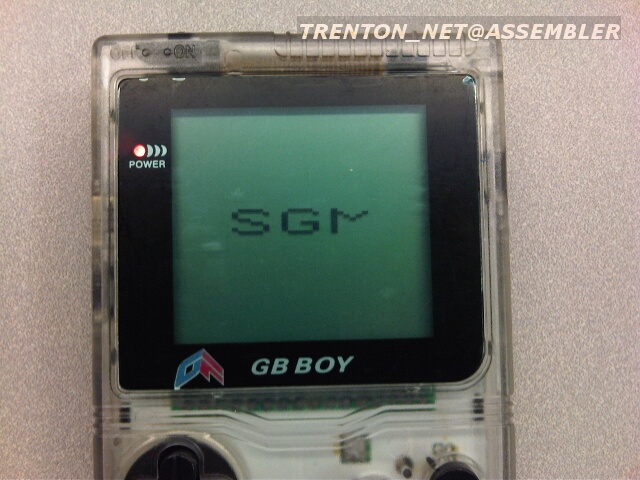 TRENTON_NET@ASSEMBLER
OFF ON
POWER
SGM
GB BOY